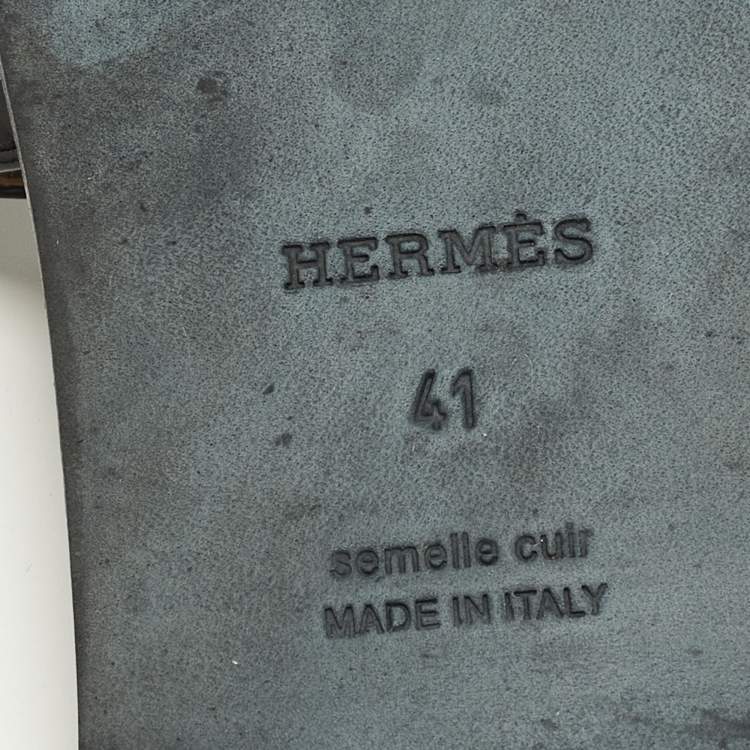 HERMÈS
41
semelle cuir
MADE IN ITALY